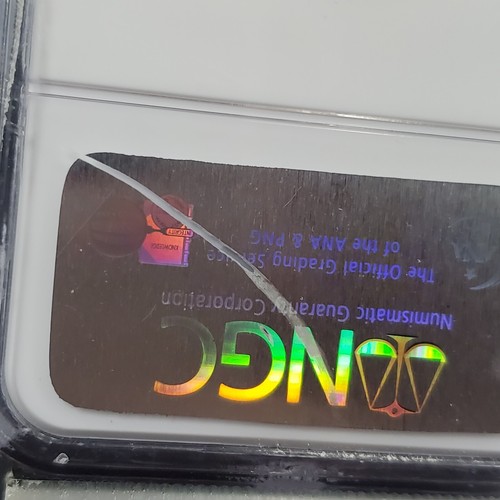 NGC
Numismatic Guaranty Corporation
The Official Grading Service
of the ANA & PNG